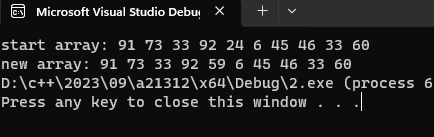 Microsoft Visual Studio Debu
start array: 91 73 33 92 24 6 45 46 33 60
new array: 91 73 33 92 59 6 45 46 33 60
D:\c++\2023\09\a21312\x64\Debug\2.exe (process 6
Press any key to close this window . . .